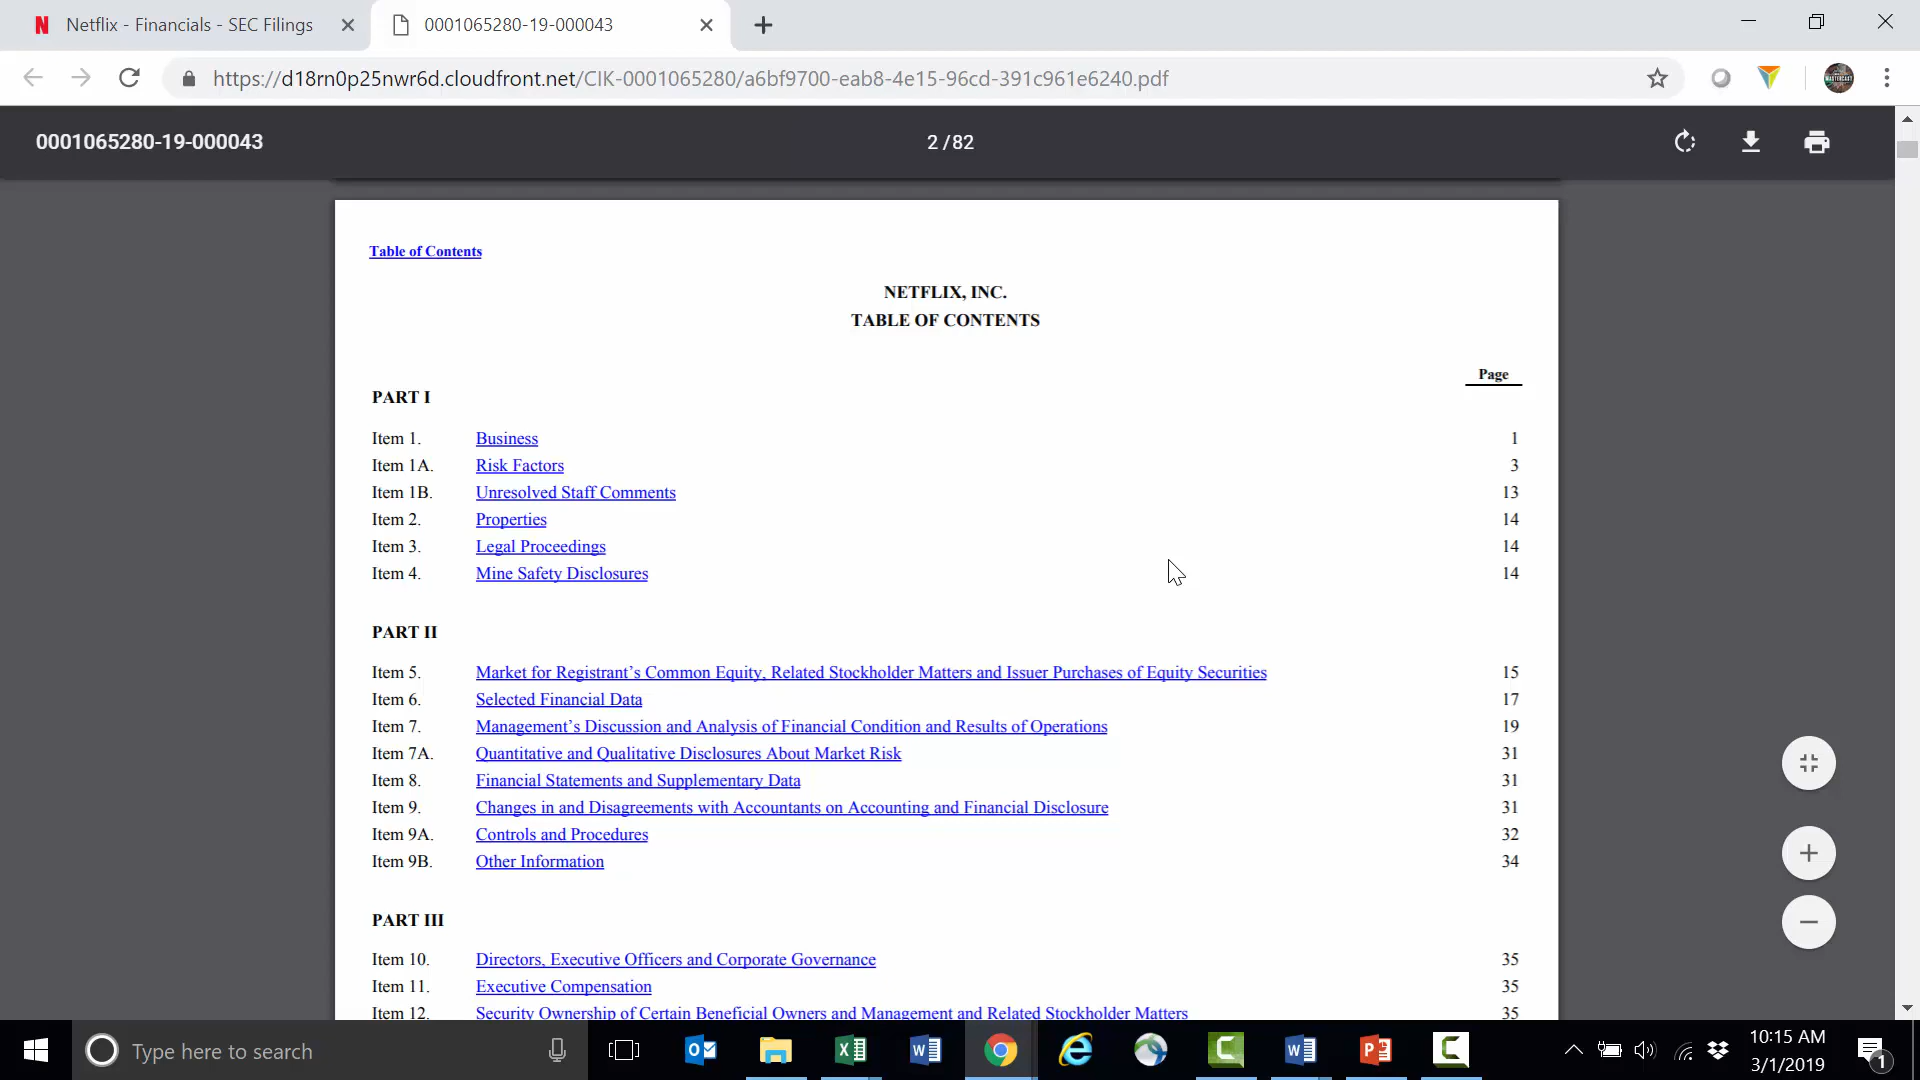 Netflix - Financials - SEC Filings
0001065280-19-000043
https://d18rn0p25nwr6d.cloudfront.net/CIK-0001065280/a6bf9700-eab8-4e15-96cd-391c961e6240.pdf
0001065280-19-000043
2 / 82
Table of Contents
NETFLIX, INC.
TABLE OF CONTENTS
Page
PART I
Item 1. Business 1
Item 1A. Risk Factors 3
Item 1B. Unresolved Staff Comments 13
Item 2. Properties 14
Item 3. Legal Proceedings 14
Item 4. Mine Safety Disclosures 14
PART II
Item 5. Market for Registrant’s Common Equity, Related Stockholder Matters and Issuer Purchases of Equity Securities 15
Item 6. Selected Financial Data 17
Item 7. Management’s Discussion and Analysis of Financial Condition and Results of Operations 19
Item 7A. Quantitative and Qualitative Disclosures About Market Risk 31
Item 8. Financial Statements and Supplementary Data 31
Item 9. Changes in and Disagreements with Accountants on Accounting and Financial Disclosure 31
Item 9A. Controls and Procedures 32
Item 9B. Other Information 34
PART III
Item 10. Directors, Executive Officers and Corporate Governance 35
Item 11. Executive Compensation 35
Item 12. Security Ownership of Certain Beneficial Owners and Management and Related Stockholder Matters 35
Type here to search
10:15 AM
3/1/2019
1